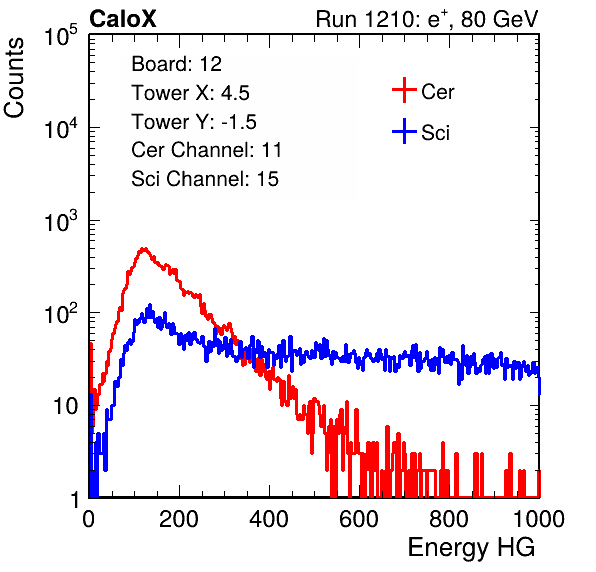 CaloX Run 1210: e⁺, 80 GeV
Counts
Board: 12
Tower X: 4.5
Tower Y: -1.5
Cer Channel: 11
Sci Channel: 15
Cer
Sci
10⁵
10⁴
10³
10²
10
1
0 200 400 600 800 1000
Energy HG